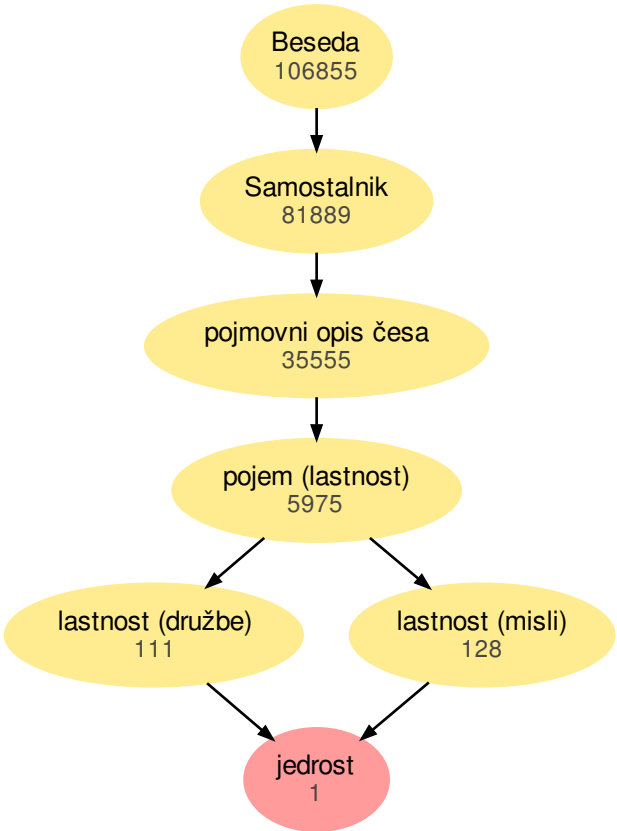 Beseda
106855
Samostalnik
81889
pojmovni opis česa
35555
pojem (lastnost)
5975
lastnost (družbe)
111
lastnost (misli)
128
jedrost
1